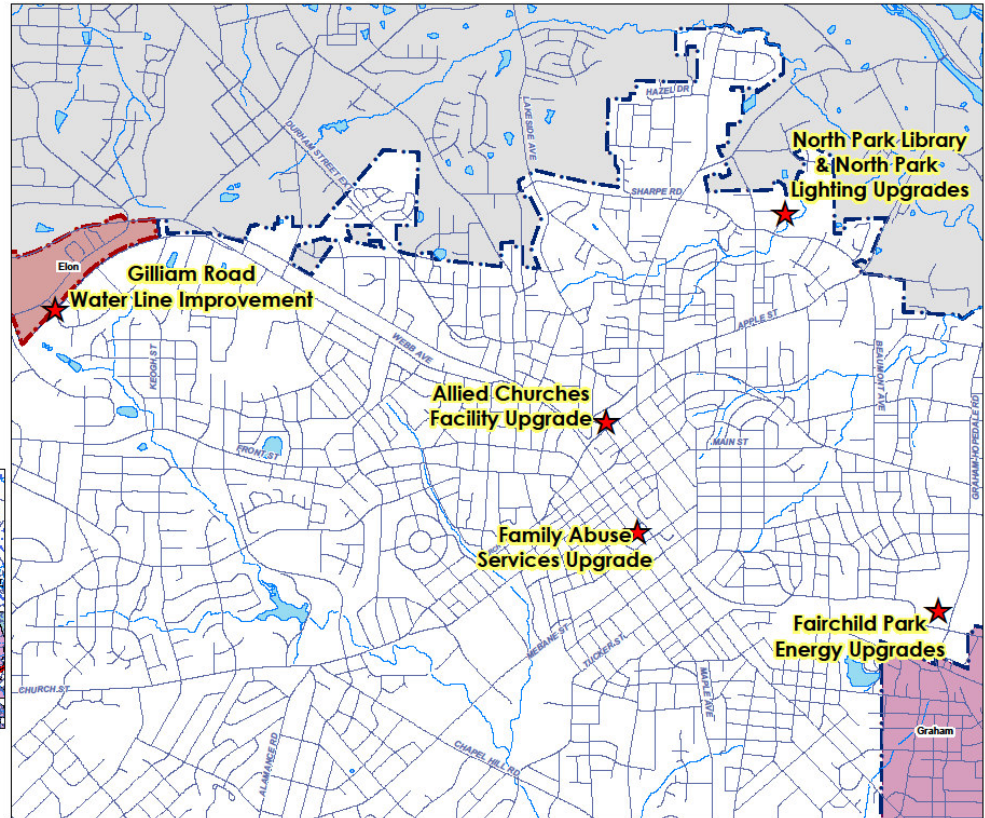 HAZEL DR
LAKESIDE AVE
DURHAM STREET EXT
North Park Library
& North Park
Lighting Upgrades
SHARPE RD
Elon
Gilliam Road
Water Line Improvement
WEBB AVE
APPLE ST
KEOGH ST
BEAUMONT AVE
Allied Churches
Facility Upgrade
GRAHAM-HOPEDALE RD
MAIN ST
FRONT ST
Family Abuse
Services Upgrade
Fairchild Park
Energy Upgrades
MEBANE ST
TUCKER ST
CHURCH ST
MAPLE AVE
Graham
ALAMANCE RD
CHAPEL HILL RD